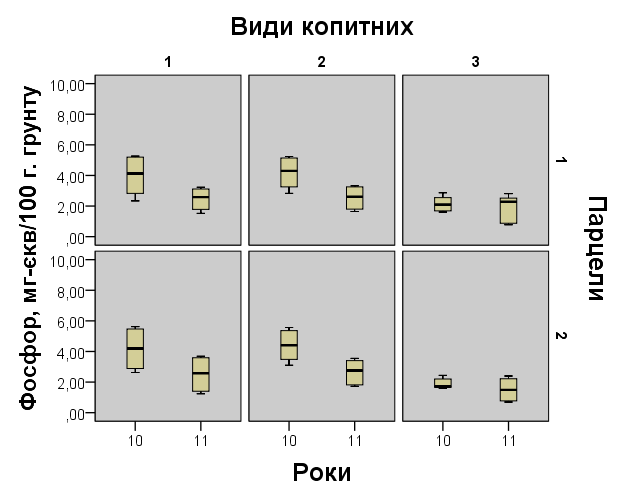 Види копитних
1 2 3
Фосфор, мг-екв/100 г. грунту
10,00
8,00
6,00
4,00
2,00
,00
1
10,00
8,00
6,00
4,00
2,00
,00
2
Парцели
10 11 10 11 10 11
Роки